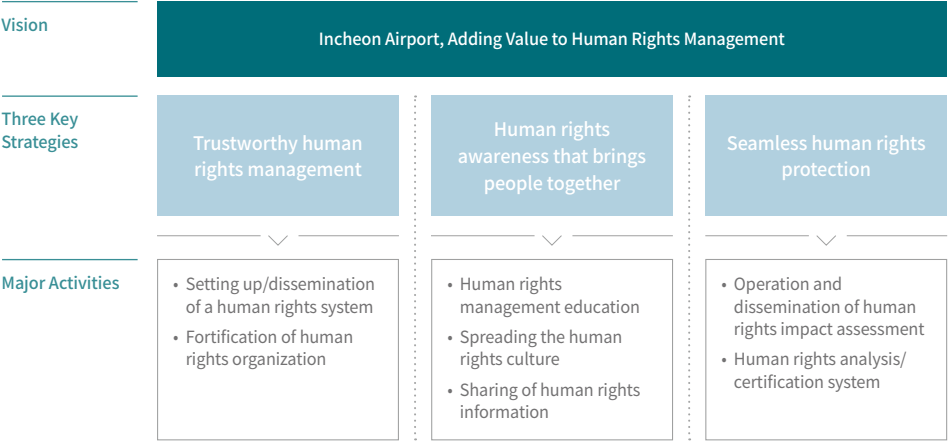 Vision
Incheon Airport, Adding Value to Human Rights Management
Three Key
Strategies
Trustworthy human
rights management
Human rights
awareness that brings
people together
Seamless human rights
protection
Major Activities
• Setting up/dissemination
of a human rights system
• Fortification of human
rights organization
• Human rights
management education
• Spreading the human
rights culture
• Sharing of human rights
information
• Operation and
dissemination of human
rights impact assessment
• Human rights analysis/
certification system